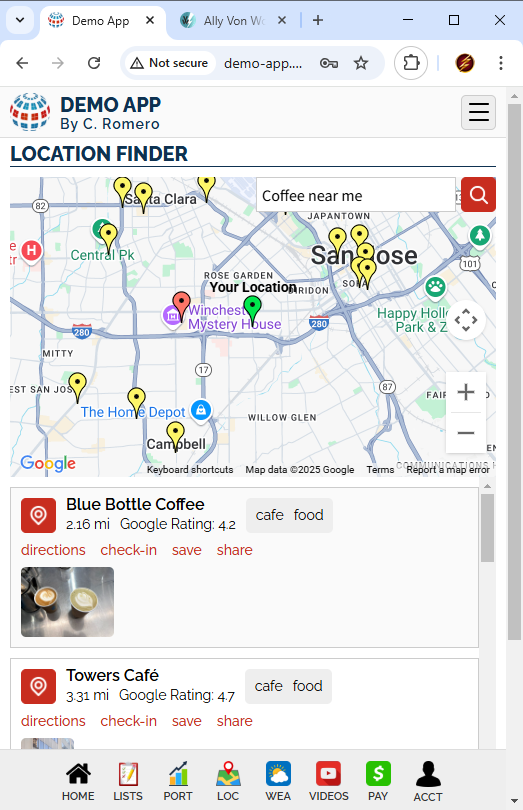 Demo App
Ally Von W
Not secure
demo-app....
DEMO APP
By C. Romero
LOCATION FINDER
Coffee near me
82
Santa Clara
JAPANTOWN
Central Pk
San Jose
101
ROSE GARDEN
Your Location
DIRIDON
Happy Hollow
Park & Z
Winchester
Mystery House
280
280
MITTY
17
87
EST SAN JOS
The Home Depot
WILLOW GLEN
Campbell
COMMUNICATIONS H
Google
Keyboard shortcuts
Map data ©2025 Google
Terms
Report a map error
Blue Bottle Coffee
2.16 mi Google Rating: 4.2
cafe food
directions check-in save share
Towers Café
3.31 mi Google Rating: 4.7
cafe food
directions check-in save share
HOME LISTS PORT LOC WEA VIDEOS PAY ACCT